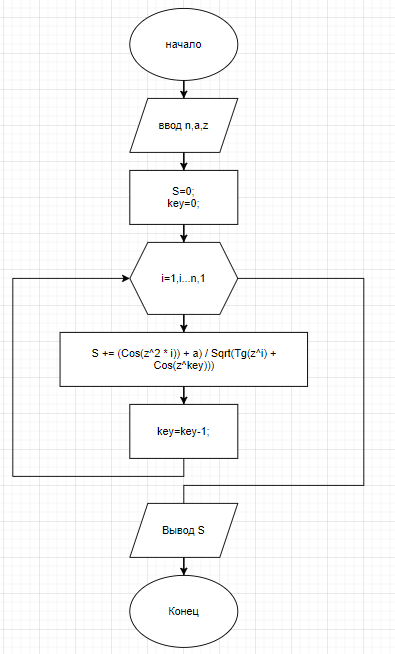 начало
ввод n,a,z
S=0;
key=0;
i=1,i...n,1
S += (Cos(z^2 * i)) + a) / Sqrt(Tg(z^i) +
Cos(z^key)))
key=key-1;
Вывод S
Конец